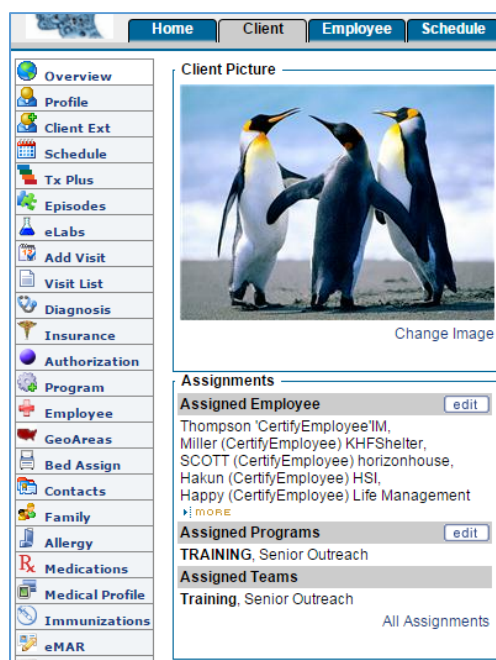 Home Client Employee Schedule
Overview
Profile
Client Ext
Schedule
Tx Plus
Episodes
eLabs
Add Visit
Visit List
Diagnosis
Insurance
Authorization
Program
Employee
GeoAreas
Bed Assign
Contacts
Family
Allergy
Medications
Medical Profile
Immunizations
eMAR
Client Picture
Change Image
Assignments
Assigned Employee edit
Thompson 'CertifyEmployee'IM,
Miller (CertifyEmployee) KHFShelter,
SCOTT (CertifyEmployee) horizonhouse,
Hakun (CertifyEmployee) HSI,
Happy (CertifyEmployee) Life Management
MORE
Assigned Programs edit
TRAINING, Senior Outreach
Assigned Teams
Training, Senior Outreach
All Assignments